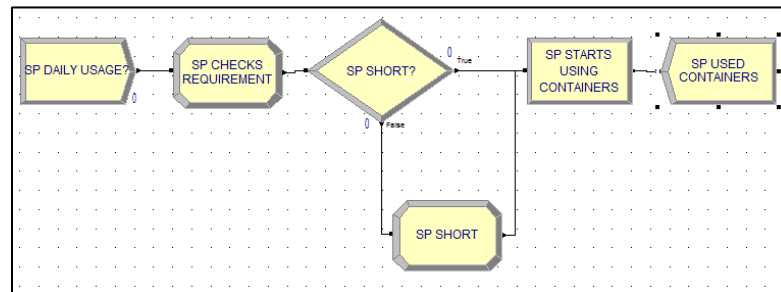 SP DAILY USAGE?
0
SP CHECKS
REQUIREMENT
SP SHORT?
0
True
0
False
SP SHORT
SP STARTS
USING
CONTAINERS
SP USED
CONTAINERS